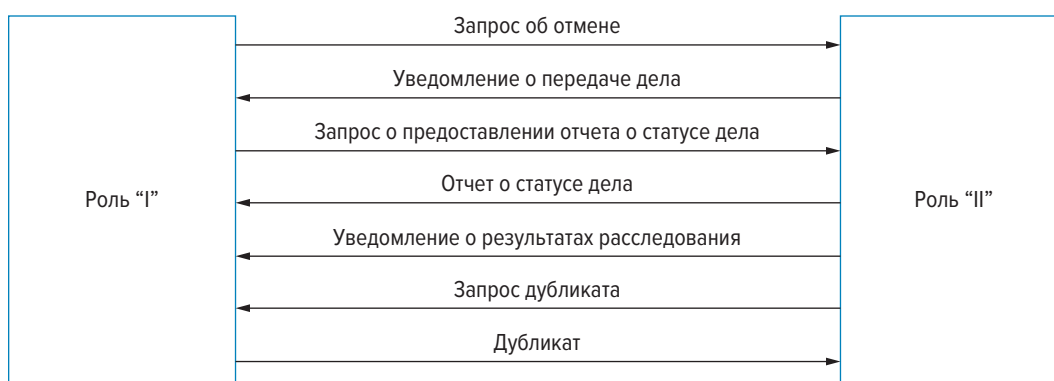 Запрос об отмене
Уведомление о передаче дела
Запрос о предоставлении отчета о статусе дела
Отчет о статусе дела
Роль “I”
Роль “II”
Уведомление о результатах расследования
Запрос дубликата
Дубликат